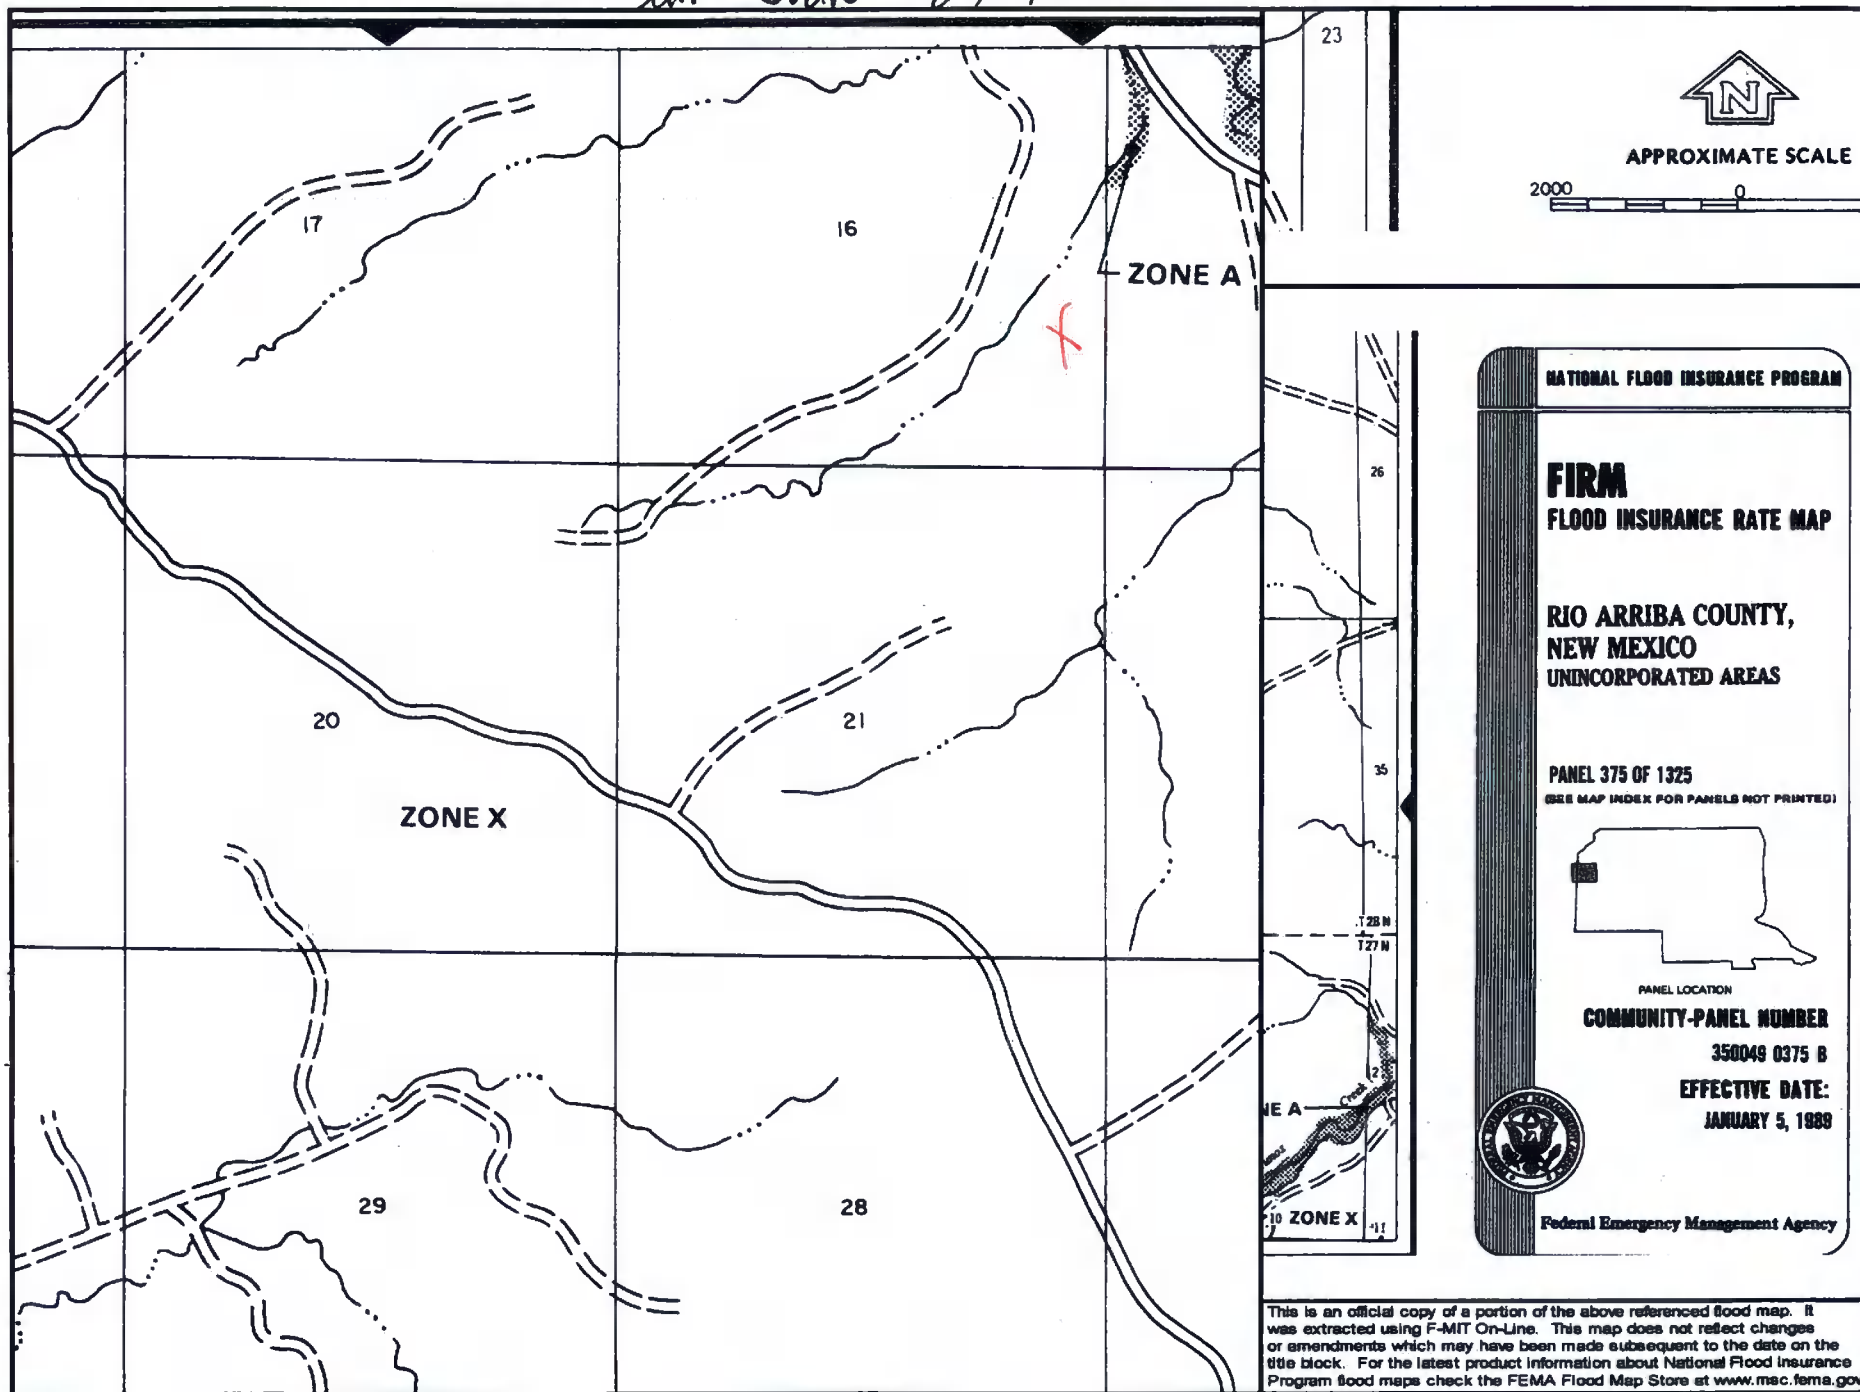 23
N
APPROXIMATE SCALE
2000 0
17
16
ZONE A
X
NATIONAL FLOOD INSURANCE PROGRAM
FIRM
FLOOD INSURANCE RATE MAP
26
RIO ARRIBA COUNTY,
NEW MEXICO
UNINCORPORATED AREAS
20
21
ZONE X
35
PANEL 375 OF 1325
(SEE MAP INDEX FOR PANELS NOT PRINTED)
T28N
T27N
PANEL LOCATION
COMMUNITY-PANEL NUMBER
350049 0375 B
EFFECTIVE DATE:
JANUARY 5, 1989
2
Creek
NE A
29
28
10 ZONE X 11
Federal Emergency Management Agency
This is an official copy of a portion of the above referenced flood map. It
was extracted using F-MIT On-Line. This map does not reflect changes
or amendments which may have been made subsequent to the date on the
title block. For the latest product information about National Flood Insurance
Program flood maps check the FEMA Flood Map Store at www.msc.fema.gov